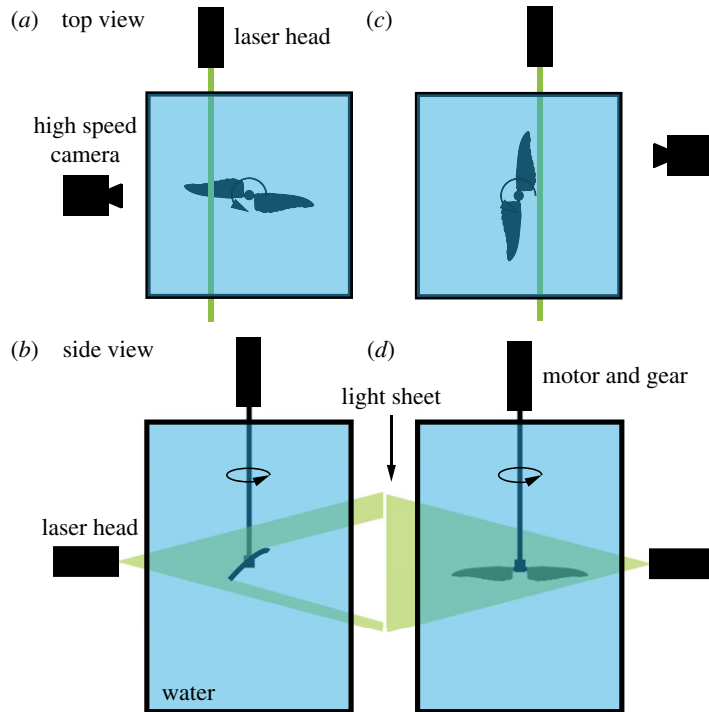 (a) top view
(c)
laser head
high speed
camera
(b) side view
(d)
motor and gear
light sheet
laser head
water